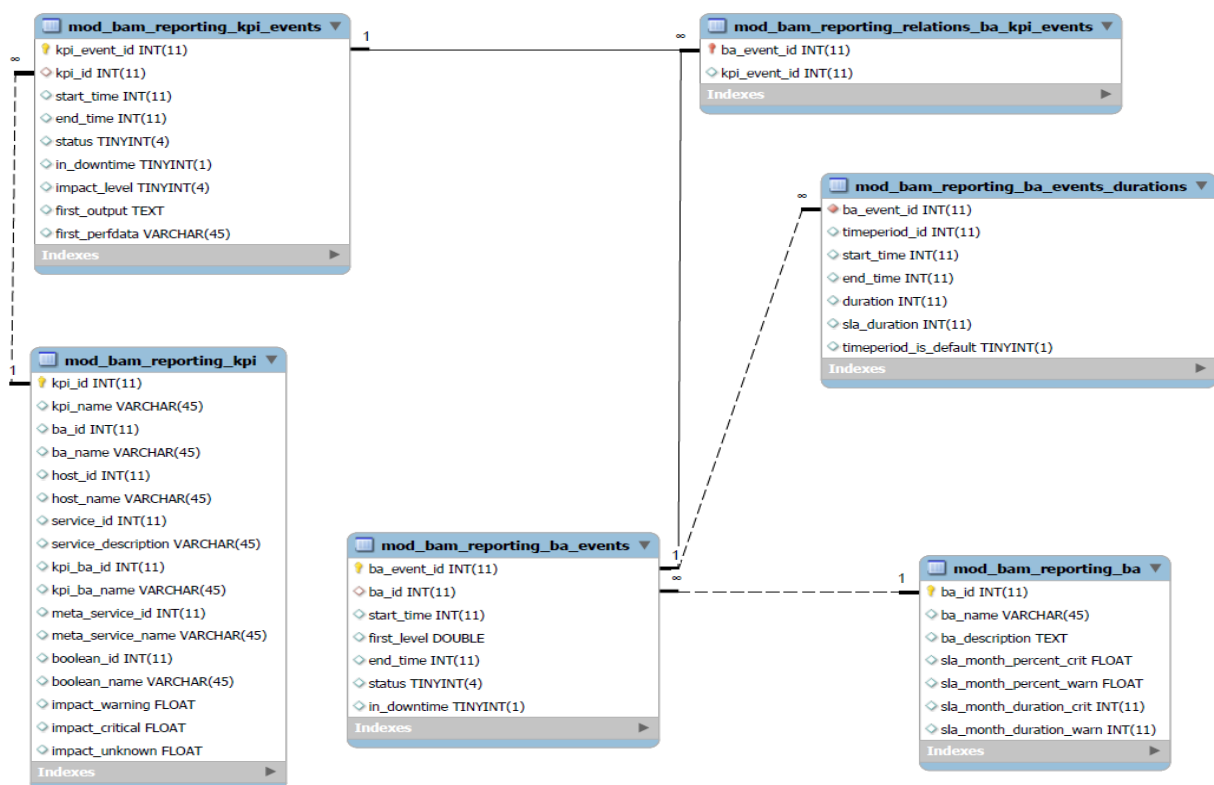 mod_bam_reporting_kpi_events
kpi_event_id INT(11)
kpi_id INT(11)
start_time INT(11)
end_time INT(11)
status TINYINT(4)
in_downtime TINYINT(1)
impact_level TINYINT(4)
first_output TEXT
first_perfdata VARCHAR(45)
Indexes
1
∞
∞
mod_bam_reporting_relations_ba_kpi_events
ba_event_id INT(11)
kpi_event_id INT(11)
Indexes
∞
mod_bam_reporting_ba_events_durations
ba_event_id INT(11)
timeperiod_id INT(11)
start_time INT(11)
end_time INT(11)
duration INT(11)
sla_duration INT(11)
timeperiod_is_default TINYINT(1)
Indexes
1
mod_bam_reporting_kpi
kpi_id INT(11)
kpi_name VARCHAR(45)
ba_id INT(11)
ba_name VARCHAR(45)
host_id INT(11)
host_name VARCHAR(45)
service_id INT(11)
service_description VARCHAR(45)
kpi_ba_id INT(11)
kpi_ba_name VARCHAR(45)
meta_service_id INT(11)
meta_service_name VARCHAR(45)
boolean_id INT(11)
boolean_name VARCHAR(45)
impact_warning FLOAT
impact_critical FLOAT
impact_unknown FLOAT
Indexes
mod_bam_reporting_ba_events
ba_event_id INT(11)
ba_id INT(11)
start_time INT(11)
first_level DOUBLE
end_time INT(11)
status TINYINT(4)
in_downtime TINYINT(1)
Indexes
1
∞
1
mod_bam_reporting_ba
ba_id INT(11)
ba_name VARCHAR(45)
ba_description TEXT
sla_month_percent_crit FLOAT
sla_month_percent_warn FLOAT
sla_month_duration_crit INT(11)
sla_month_duration_warn INT(11)
Indexes